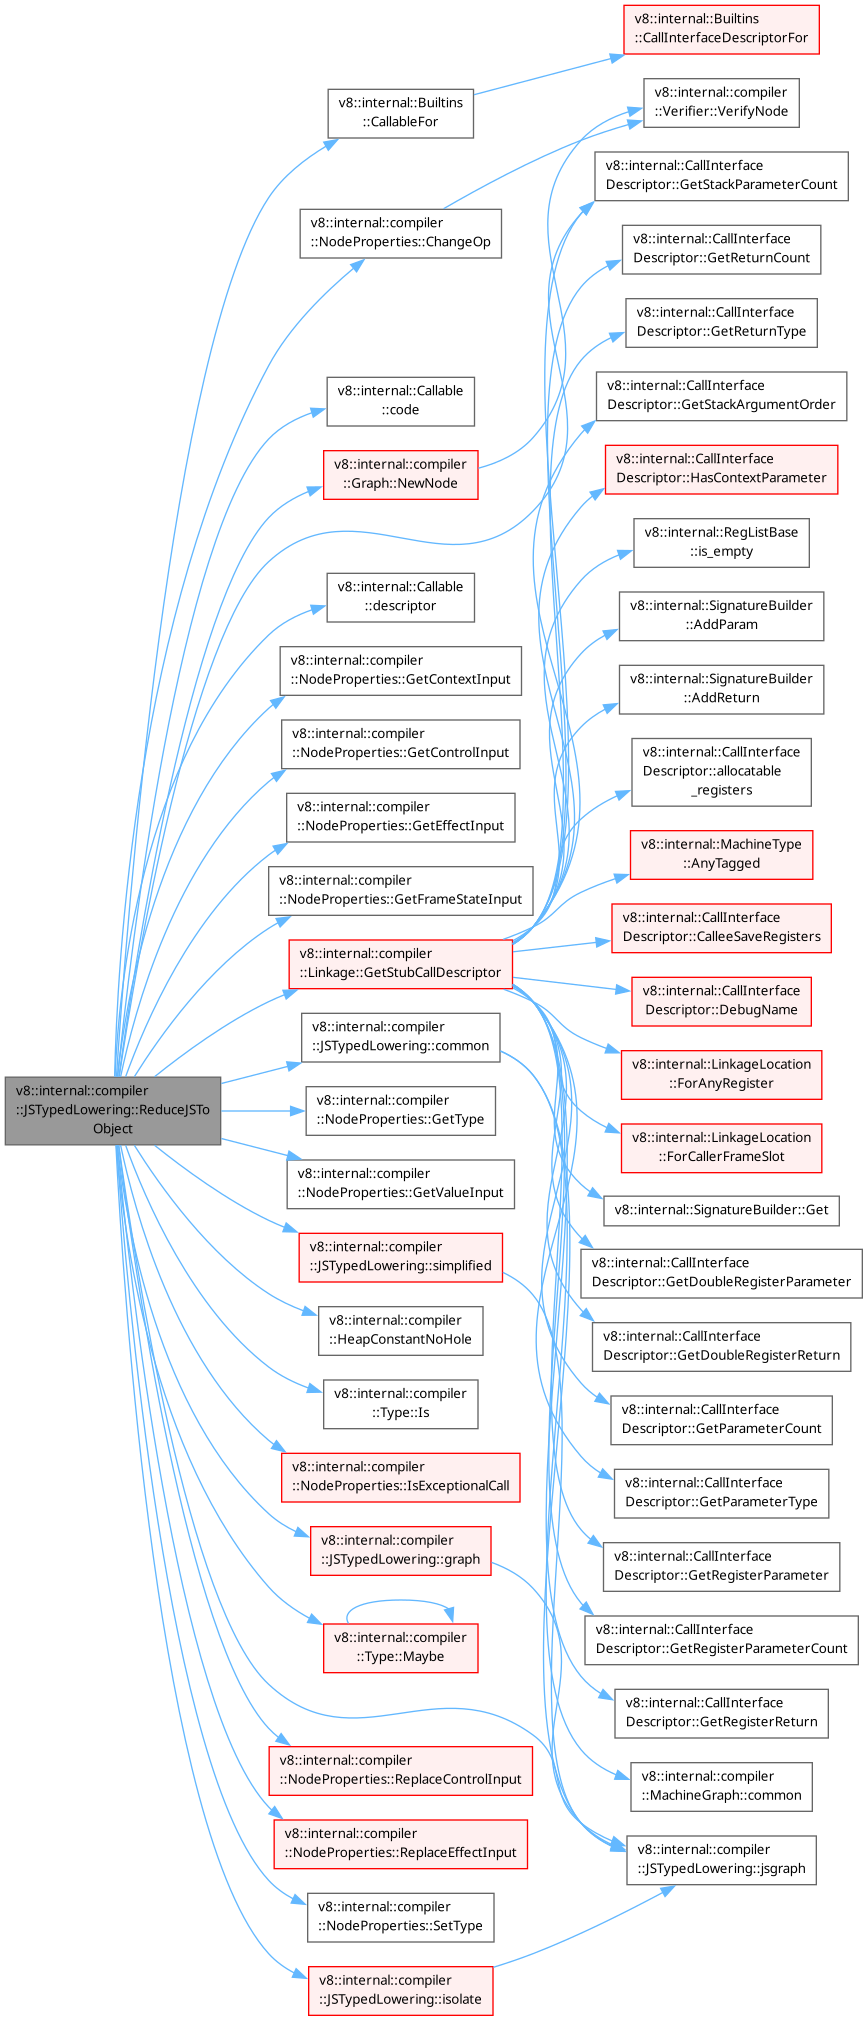 v8::internal::Builtins
::CallInterfaceDescriptorFor
v8::internal::compiler
::Verifier::VerifyNode
v8::internal::Builtins
::CallableFor
v8::internal::CallInterface
Descriptor::GetStackParameterCount
v8::internal::compiler
::NodeProperties::ChangeOp
v8::internal::CallInterface
Descriptor::GetReturnCount
v8::internal::CallInterface
Descriptor::GetReturnType
v8::internal::Callable
::code
v8::internal::CallInterface
Descriptor::GetStackArgumentOrder
v8::internal::compiler
::Graph::NewNode
v8::internal::CallInterface
Descriptor::HasContextParameter
v8::internal::RegListBase
::is_empty
v8::internal::Callable
::descriptor
v8::internal::SignatureBuilder
::AddParam
v8::internal::compiler
::NodeProperties::GetContextInput
v8::internal::SignatureBuilder
::AddReturn
v8::internal::compiler
::NodeProperties::GetControlInput
v8::internal::CallInterface
Descriptor::allocatable
_registers
v8::internal::compiler
::NodeProperties::GetEffectInput
v8::internal::MachineType
::AnyTagged
v8::internal::compiler
::NodeProperties::GetFrameStateInput
v8::internal::CallInterface
Descriptor::CalleeSaveRegisters
v8::internal::compiler
::Linkage::GetStubCallDescriptor
v8::internal::CallInterface
Descriptor::DebugName
v8::internal::compiler
::JSTypedLowering::common
v8::internal::LinkageLocation
::ForAnyRegister
v8::internal::compiler
::JSTypedLowering::ReduceJSTo
Object
v8::internal::compiler
::NodeProperties::GetType
v8::internal::LinkageLocation
::ForCallerFrameSlot
v8::internal::compiler
::NodeProperties::GetValueInput
v8::internal::SignatureBuilder::Get
v8::internal::compiler
::JSTypedLowering::simplified
v8::internal::CallInterface
Descriptor::GetDoubleRegisterParameter
v8::internal::compiler
::HeapConstantNoHole
v8::internal::CallInterface
Descriptor::GetDoubleRegisterReturn
v8::internal::compiler
::Type::Is
v8::internal::CallInterface
Descriptor::GetParameterCount
v8::internal::compiler
::NodeProperties::IsExceptionalCall
v8::internal::CallInterface
Descriptor::GetParameterType
v8::internal::compiler
::JSTypedLowering::graph
v8::internal::CallInterface
Descriptor::GetRegisterParameter
v8::internal::compiler
::Type::Maybe
v8::internal::CallInterface
Descriptor::GetRegisterParameterCount
v8::internal::CallInterface
Descriptor::GetRegisterReturn
v8::internal::compiler
::NodeProperties::ReplaceControlInput
v8::internal::compiler
::MachineGraph::common
v8::internal::compiler
::NodeProperties::ReplaceEffectInput
v8::internal::compiler
::JSTypedLowering::jsgraph
v8::internal::compiler
::NodeProperties::SetType
v8::internal::compiler
::JSTypedLowering::isolate